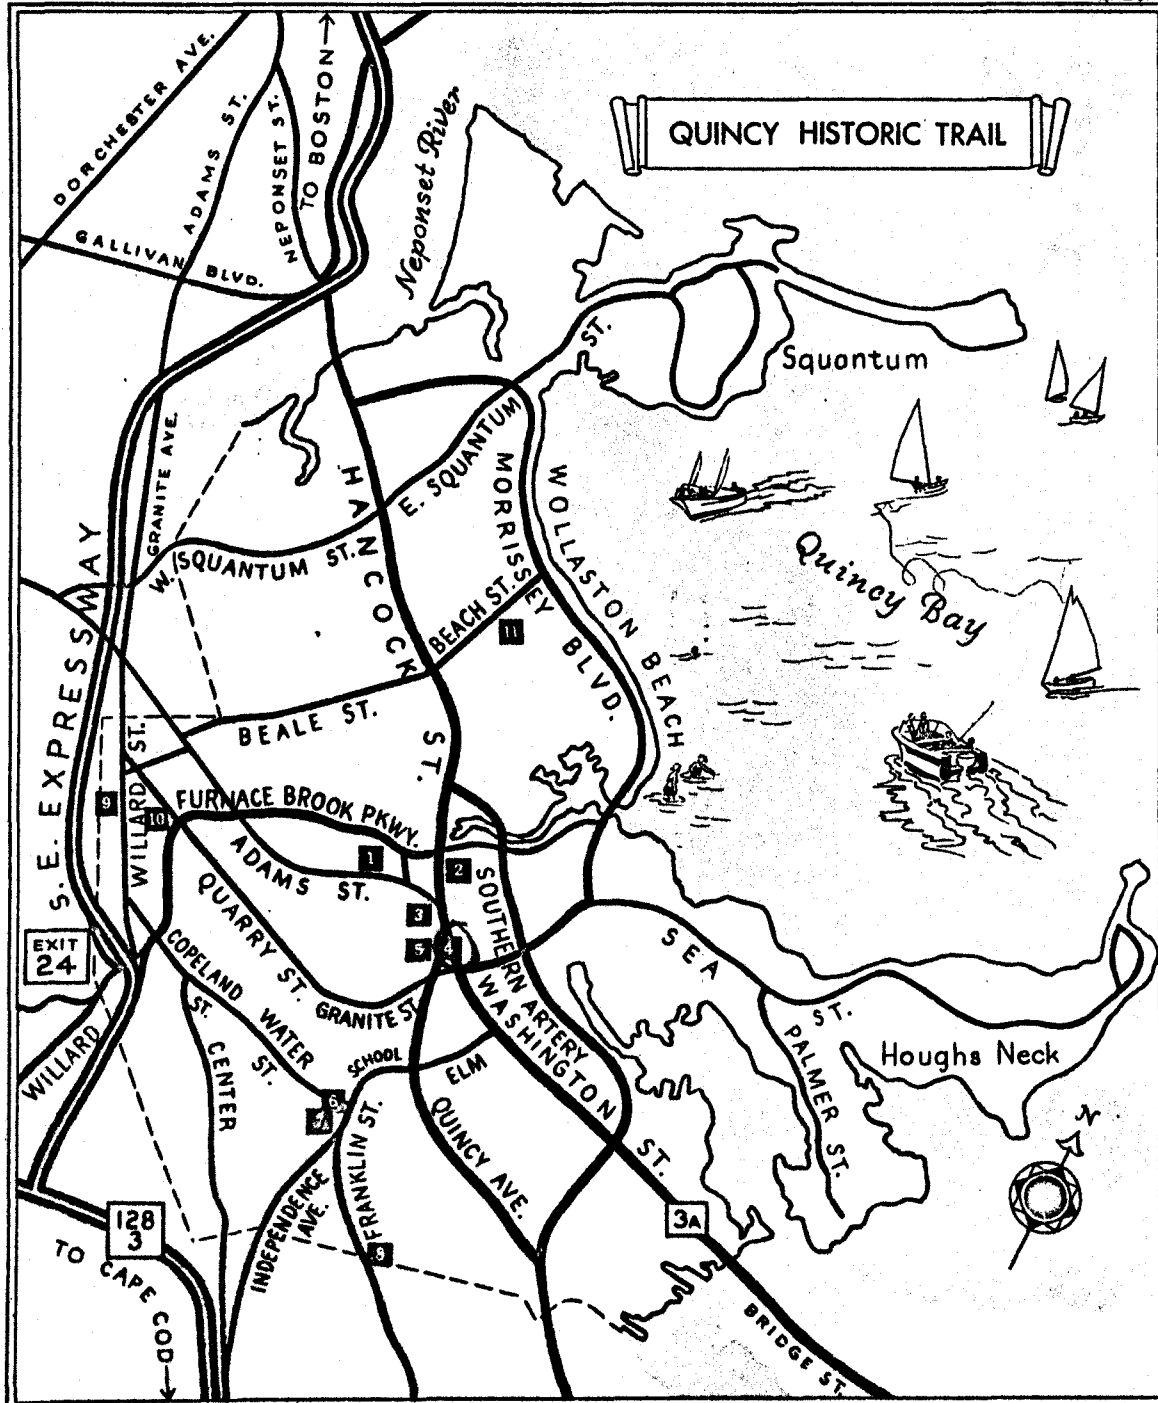 QUINCY HISTORIC TRAIL
DORCHESTER AVE.
ADAMS ST.
NEPONSET ST.
TO BOSTON →
Neponset River
GALLIVAN BLVD.
Squantum
GRANITE AVE.
HANCOCK ST.
E. SQUANTUM ST.
MORRISSEY BLVD.
WOLLASTON BEACH
Quincy Bay
W. SQUANTUM ST.
S.E. EXPRESSWAY
BEACH ST.
11
BEALE ST.
WILLARD ST.
9
10
FURNACE BROOK PKWY.
1
2
ADAMS ST.
3
SOUTHERN ARTERY
QUARRY ST.
5
4
EXIT
24
COPELAND ST.
SEA ST.
GRANITE ST.
WASHINGTON ST.
WATER ST.
SCHOOL
ELM
WILLARD
CENTER
PALMER ST.
Houghs Neck
6
QUINCY AVE.
FRANKLIN ST.
N
INDEPENDENCE AVE.
8
128
3
3A
TO CAPE COD →
BRIDGE ST.